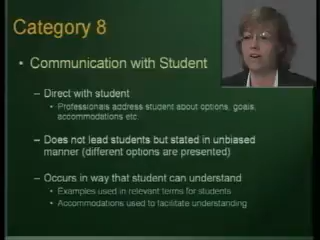 Category 8
• Communication with Student
– Direct with student
• Professionals address student about options, goals,
accommodations etc.
– Does not lead students but stated in unbiased
manner (different options are presented)
– Occurs in way that student can understand
• Examples used in relevant terms for students
• Accommodations used to facilitate understanding